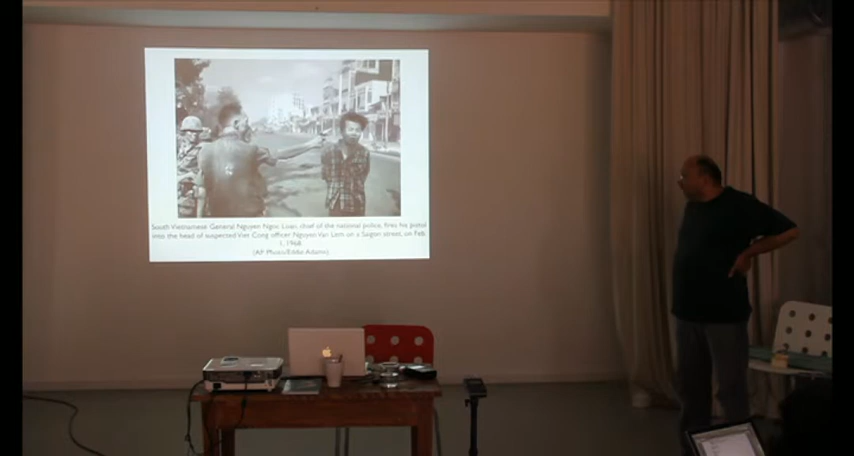 South Vietnamese General Nguyen Ngoc Loan, chief of the national police, fires his pistol
into the head of suspected Viet Cong officer Nguyen Van Lem on a Saigon street, on Feb.
1, 1968.
(AP Photo/Eddie Adams)